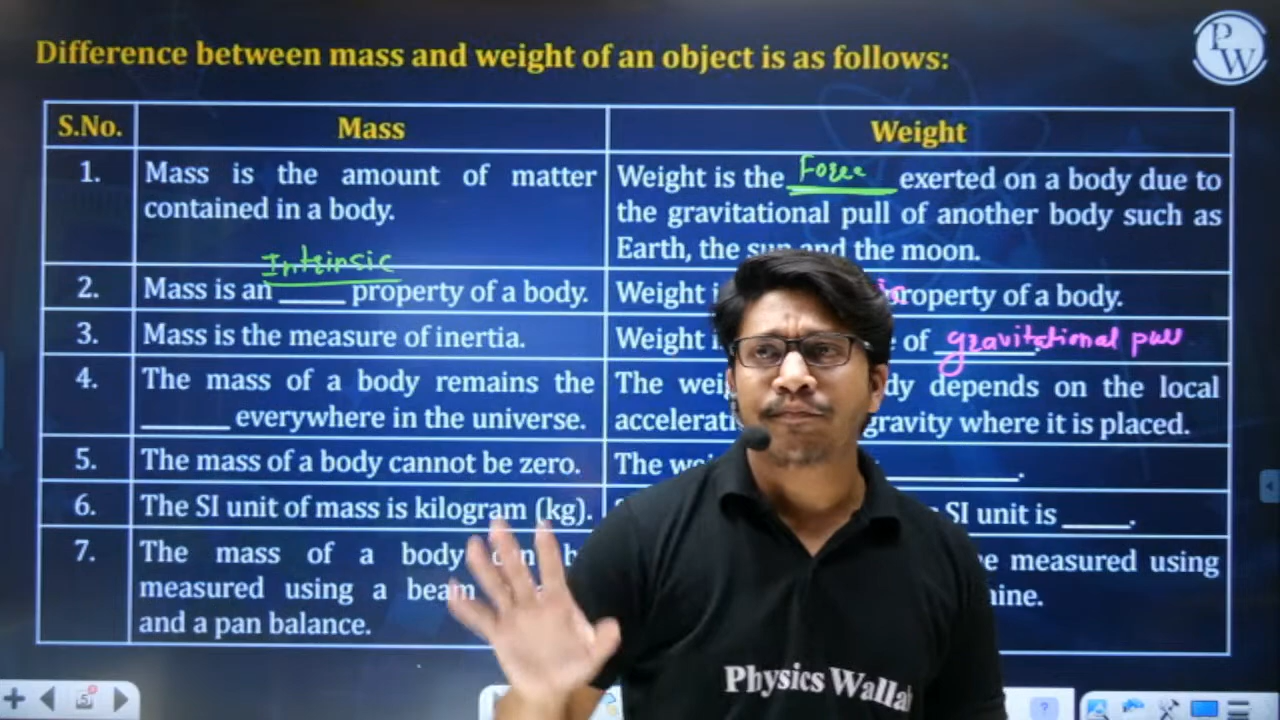 Difference between mass and weight of an object is as follows:
PW
S.No.
Mass
Weight
1.
Mass is the amount of matter
contained in a body.
Weight is the Force exerted on a body due to
the gravitational pull of another body such as
Earth, the sun and the moon.
Intrinsic
2.
Mass is an _____ property of a body.
Weight property of a body.
3.
Mass is the measure of inertia.
Weight of gravitational pull
4.
The mass of a body remains the
_______ everywhere in the universe.
The depends on the local
gravity where it is placed.
5.
The mass of a body cannot be zero.
The
6.
The SI unit of mass is kilogram (kg).
SI unit is _____.
7.
The mass of a body
measured using a beam
and a pan balance.
measured using
Physics
5